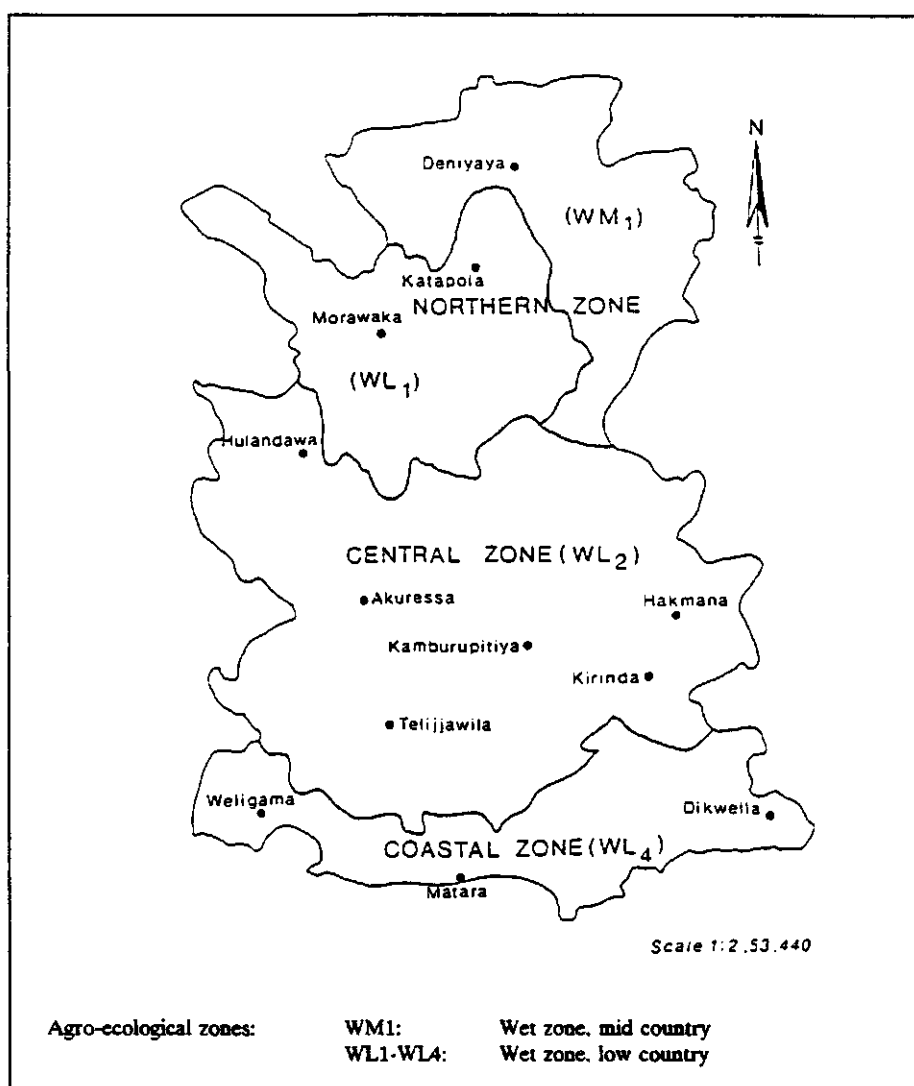 N
Deniyaya
(WM1)
Katapola
NORTHERN ZONE
Morawaka
(WL1)
Hulandawa
CENTRAL ZONE (WL2)
Akuressa
Hakmana
Kamburupitiya
Kirinda
Telijjawila
Weligama
Dikwella
COASTAL ZONE (WL4)
Matara
Scale 1:2,53,440
Agro-ecological zones: WM1: Wet zone, mid country
WL1-WL4: Wet zone, low country